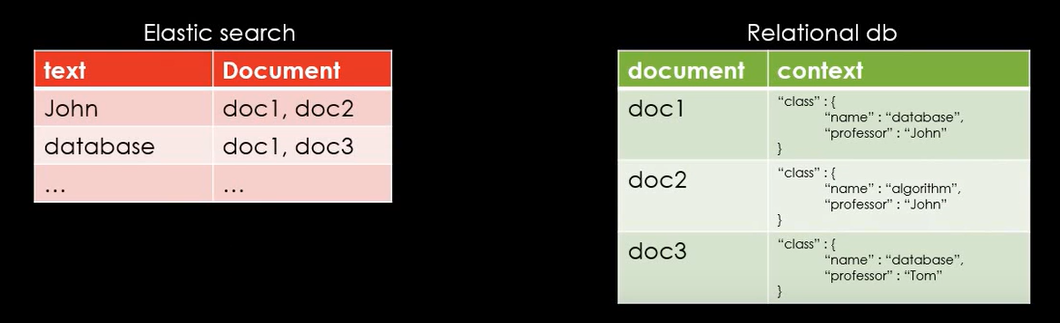 Elastic search
text Document
John doc1, doc2
database doc1, doc3
... ...
Relational db
document context
doc1
“class” : {
“name” : “database”,
“professor” : “John”
}
doc2
“class” : {
“name” : “algorithm”,
“professor” : “John”
}
doc3
“class” : {
“name” : “database”,
“professor” : “Tom”
}